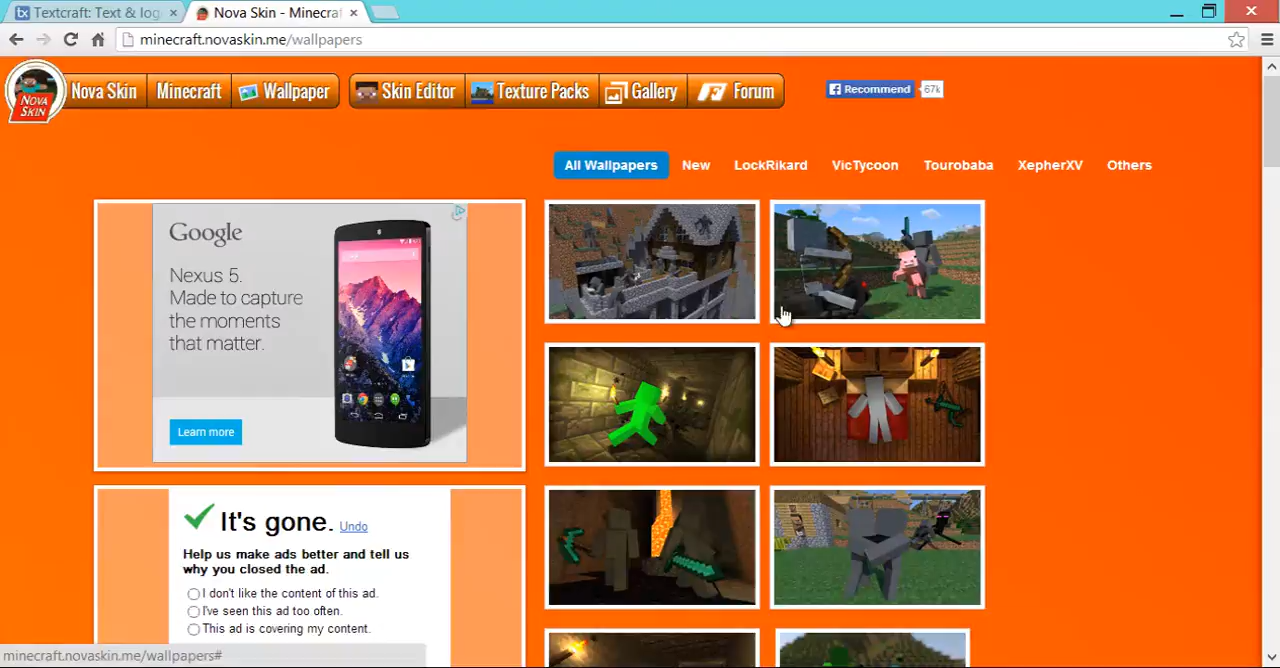 Textcraft: Text & log
Nova Skin - Minecraf
minecraft.novaskin.me/wallpapers
NOVA SKIN
Nova Skin
Minecraft
Wallpaper
Skin Editor
Texture Packs
Gallery
Forum
Recommend
67k
All Wallpapers
New
LockRikard
VicTycoon
Tourobaba
XepherXV
Others
Google
Nexus 5.
Made to capture
the moments
that matter.
Learn more
It's gone. Undo
Help us make ads better and tell us
why you closed the ad.
I don't like the content of this ad.
I've seen this ad too often.
This ad is covering my content.
minecraft.novaskin.me/wallpapers#